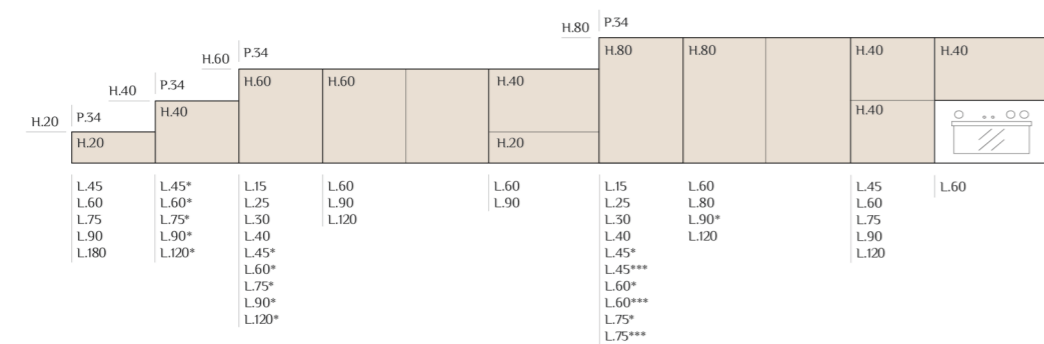 H.80 P.34
H.60 P.34
H.80 H.80 H.40 H.40
H.40 P.34
H.60 H.60 H.40
H.20 P.34
H.40
H.40
H.20
H.20
L.45
L.60
L.75
L.90
L.180
L.45*
L.60*
L.75*
L.90*
L.120*
L.15
L.25
L.30
L.40
L.45*
L.60*
L.75*
L.90*
L.120*
L.60
L.90
L.120
L.60
L.90
L.15
L.25
L.30
L.40
L.45*
L.45***
L.60*
L.60***
L.75*
L.75***
L.60
L.80
L.90*
L.120
L.45
L.60
L.75
L.90
L.120
L.60